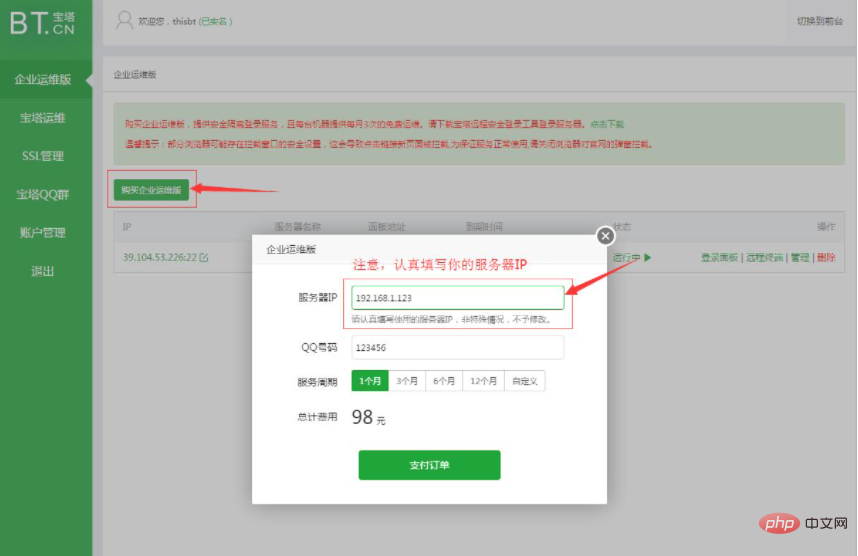 BT.宝塔.CN
欢迎您，thisbt (已实名)
切换到前台
企业运维版
宝塔运维
SSL管理
宝塔QQ群
账户管理
退出
企业运维版
购买企业运维版，提供安全隔离登录服务，且每台机器提供每月3次的免费运维。请下载宝塔远程安全登录工具登录服务器。点击下载
温馨提示：部分浏览器可能存在拦截窗口的安全设置，这会导致点击链接新页面被拦截,为保证服务正常使用,请关闭浏览器对官网的弹窗拦截。
购买企业运维版
IP 服务器名称 面板地址 到期时间 状态 操作
39.104.53.226:22 运行中 登录面板 | 远程终端 | 管理 | 删除
企业运维版
注意，认真填写你的服务器IP
服务器IP 192.168.1.123
请认真填写使用的服务器IP，非特殊情况，不予修改。
QQ号码 123456
服务周期 1个月 3个月 6个月 12个月 自定义
总计费用 98 元
支付订单
php 中文网